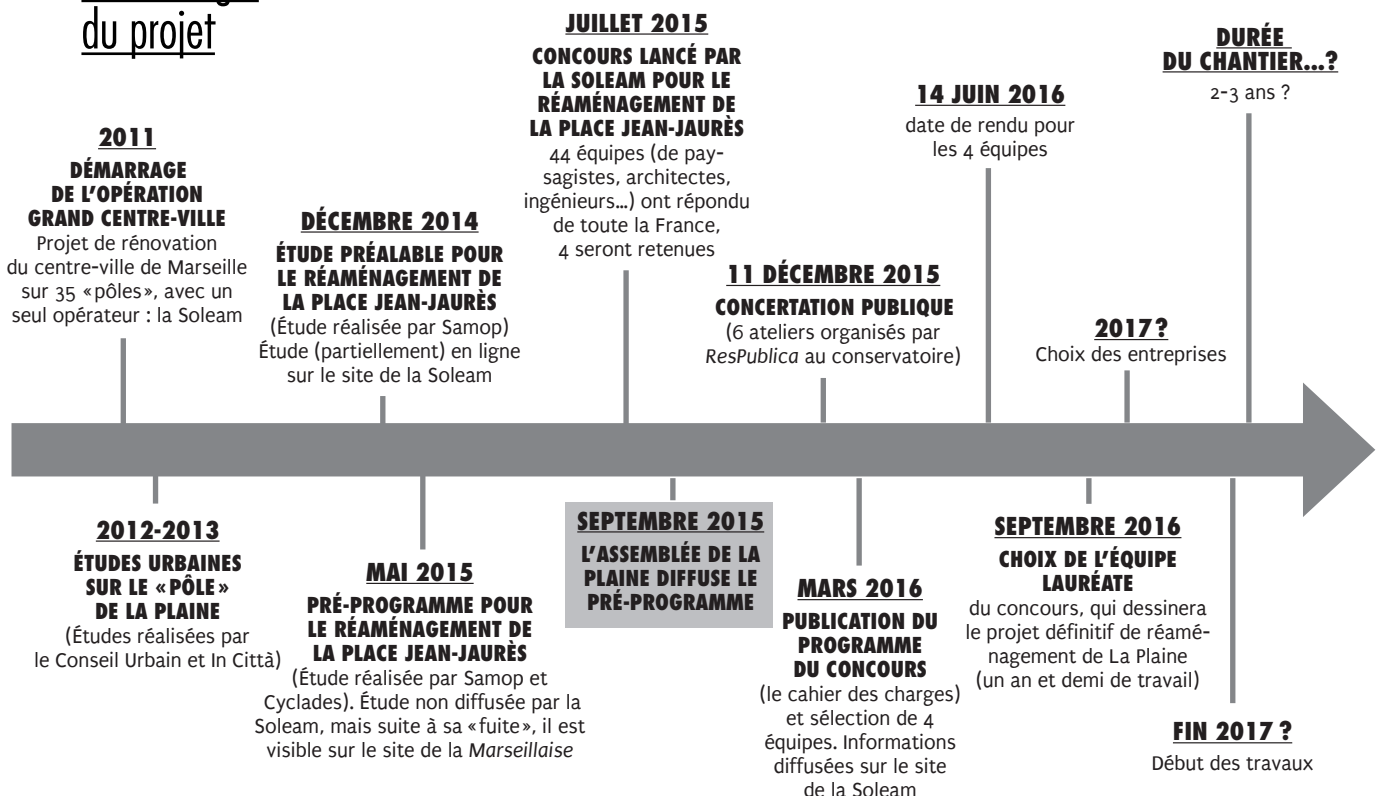 du projet
2011
DÉMARRAGE
DE L'OPÉRATION
GRAND CENTRE-VILLE
Projet de rénovation
du centre-ville de Marseille
sur 35 «pôles», avec un
seul opérateur : la Soleam
2012-2013
ÉTUDES URBAINES
SUR LE «PÔLE»
DE LA PLAINE
(Études réalisées par
le Conseil Urbain et In Città)
DÉCEMBRE 2014
ÉTUDE PRÉALABLE POUR
LE RÉAMÉNAGEMENT DE
LA PLACE JEAN-JAURÈS
(Étude réalisée par Samop)
Étude (partiellement) en ligne
sur le site de la Soleam
MAI 2015
PRÉ-PROGRAMME POUR
LE RÉAMÉNAGEMENT DE
LA PLACE JEAN-JAURÈS
(Étude réalisée par Samop et
Cyclades). Étude non diffusée par la
Soleam, mais suite à sa «fuite», il est
visible sur le site de la Marseillaise
JUILLET 2015
CONCOURS LANCÉ PAR
LA SOLEAM POUR LE
RÉAMÉNAGEMENT DE
LA PLACE JEAN-JAURÈS
44 équipes (de pay-
sagistes, architectes,
ingénieurs...) ont répondu
de toute la France,
4 seront retenues
SEPTEMBRE 2015
L'ASSEMBLÉE DE LA
PLAINE DIFFUSE LE
PRÉ-PROGRAMME
11 DÉCEMBRE 2015
CONCERTATION PUBLIQUE
(6 ateliers organisés par
ResPublica au conservatoire)
MARS 2016
PUBLICATION DU
PROGRAMME
DU CONCOURS
(le cahier des charges)
et sélection de 4
équipes. Informations
diffusées sur le site
de la Soleam
14 JUIN 2016
date de rendu pour
les 4 équipes
SEPTEMBRE 2016
CHOIX DE L'ÉQUIPE
LAURÉATE
du concours, qui dessinera
le projet définitif de réamé-
nagement de La Plaine
(un an et demi de travail)
2017?
Choix des entreprises
FIN 2017 ?
Début des travaux
DURÉE
DU CHANTIER...?
2-3 ans ?